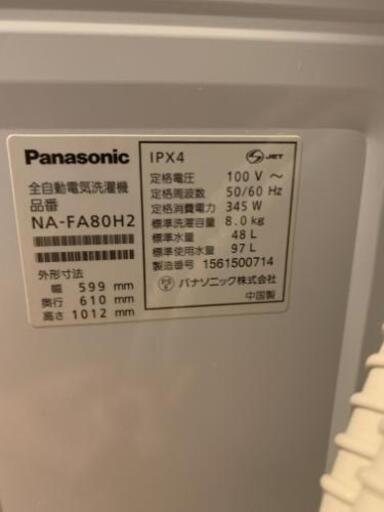 Panasonic
全自動電気洗濯機
品番
NA-FA80H2
外形寸法
幅 599 mm
奥行 610 mm
高さ 1012 mm
IPX4
JET
定格電圧 100 V ～
定格周波数 50/60 Hz
定格消費電力 345 W
標準洗濯容量 8.0 kg
標準水量 48 L
標準使用水量 97 L
製造番号 1561500714
パナソニック株式会社
中国製